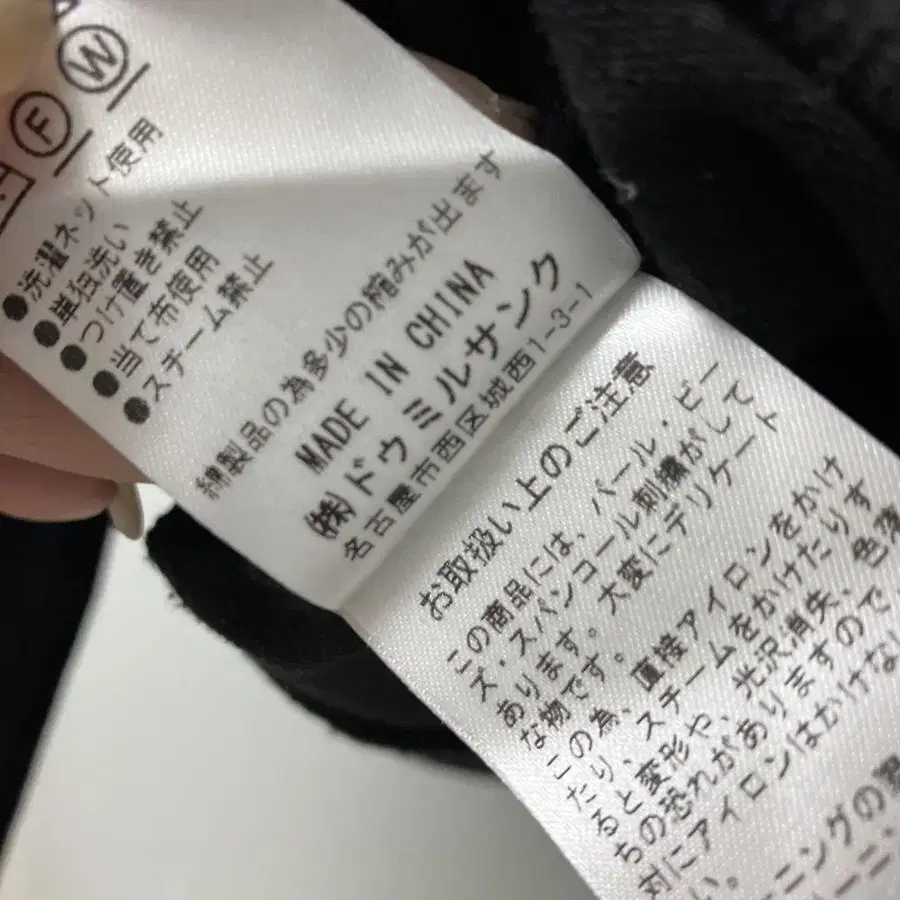 W
F
●洗濯ネット使用
●単独洗い
●つけ置き禁止
●当て布使用
●スチーム禁止
綿製品の為多少の縮みが出ます
MADE IN CHINA
㈱ドゥミルサンク
名古屋市西区城西1-3-1
お取扱い上のご注意
この商品には、パール・ビー
ズ・スパンコール刺繍がして
あります。大変にデリケート
な物です。
この為、直接アイロンをかけ
たり、スチームをかけたりす
ると変形や、光沢消失、色落
ちの恐れがありますので
対にアイロンはかけな
い。
ーニングの